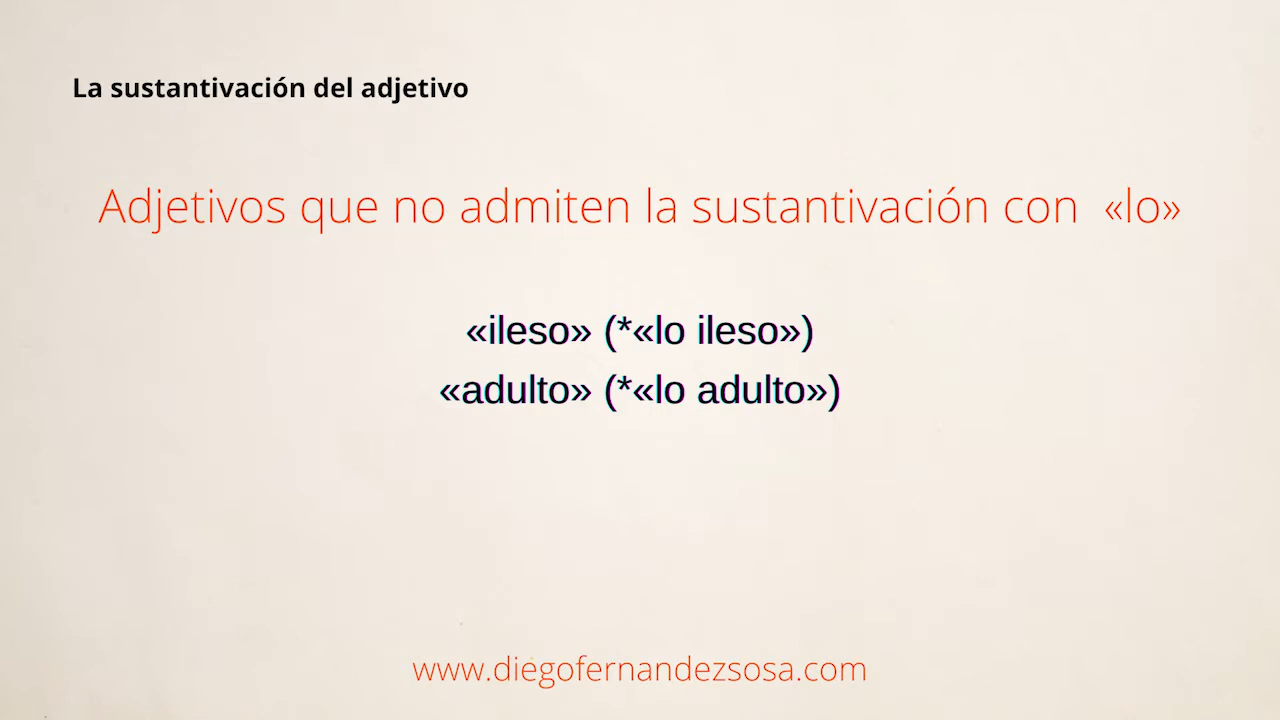 La sustantivación del adjetivo
Adjetivos que no admiten la sustantivación con «lo»
«ileso» (*«lo ileso»)
«adulto» (*«lo adulto»)
www.diegofernandezsosa.com